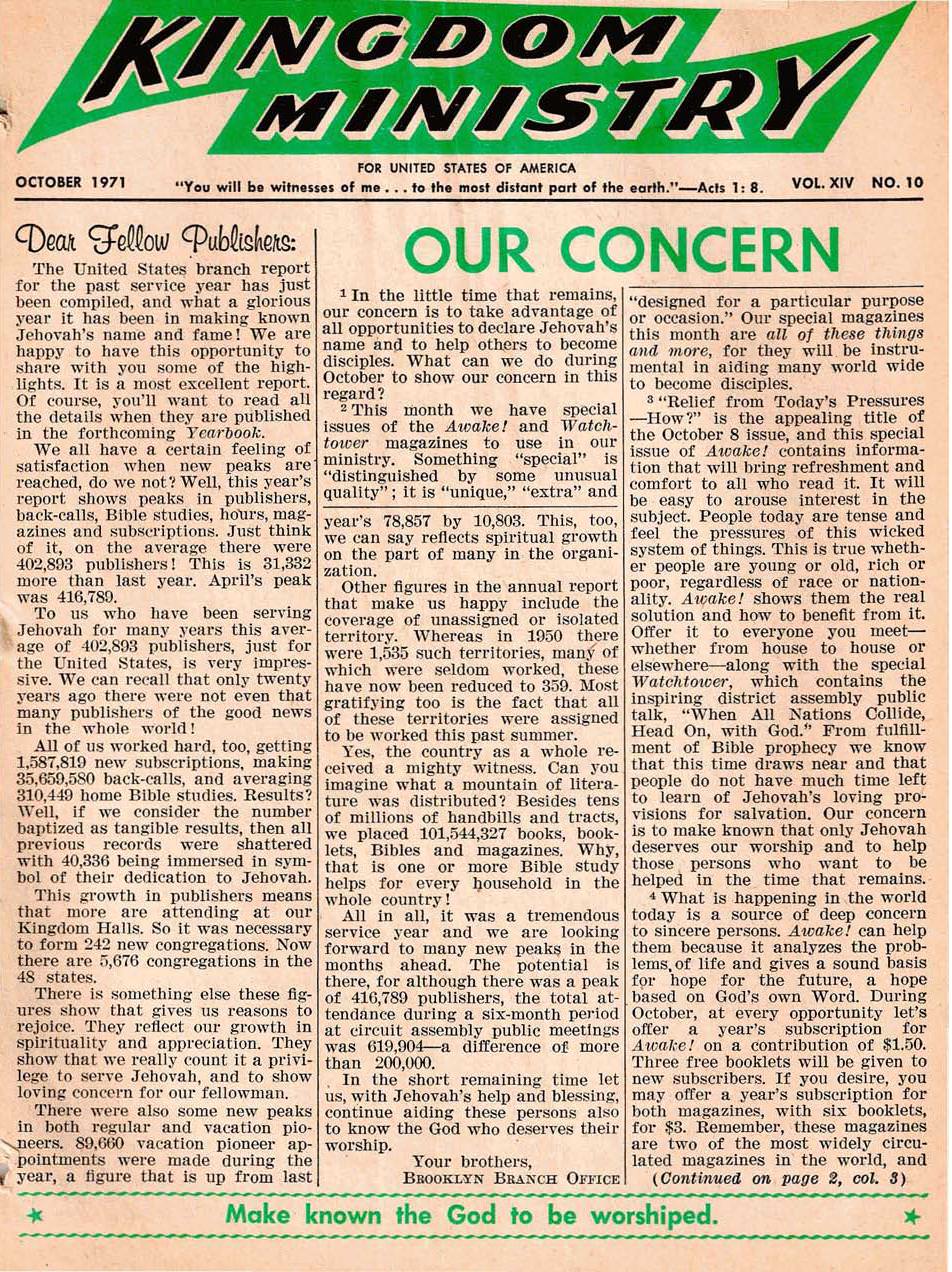 KINGDOM
MINISTRY
FOR UNITED STATES OF AMERICA
OCTOBER 1971 "You will be witnesses of me . . . to the most distant part of the earth."—Acts 1: 8. VOL. XIV NO. 10
Dear Fellow Publishers:
The United States branch report
for the past service year has just
been compiled, and what a glorious
year it has been in making known
Jehovah's name and fame! We are
happy to have this opportunity to
share with you some of the high-
lights. It is a most excellent report.
Of course, you'll want to read all
the details when they are published
in the forthcoming Yearbook.
We all have a certain feeling of
satisfaction when new peaks are
reached, do we not? Well, this year's
report shows peaks in publishers,
back-calls, Bible studies, hours, mag-
azines and subscriptions. Just think
of it, on the average there were
402,893 publishers! This is 31,332
more than last year. April's peak
was 416,789.
To us who have been serving
Jehovah for many years this aver-
age of 402,893 publishers, just for
the United States, is very impres-
sive. We can recall that only twenty
years ago there were not even that
many publishers of the good news
in the whole world!
All of us worked hard, too, getting
1,587,819 new subscriptions, making
35,659,580 back-calls, and averaging
310,449 home Bible studies. Results?
Well, if we consider the number
baptized as tangible results, then all
previous records were shattered
with 40,336 being immersed in sym-
bol of their dedication to Jehovah.
This growth in publishers means
that more are attending at our
Kingdom Halls. So it was necessary
to form 242 new congregations. Now
there are 5,676 congregations in the
48 states.
There is something else these fig-
ures show that gives us reasons to
rejoice. They reflect our growth in
spirituality and appreciation. They
show that we really count it a privi-
lege to serve Jehovah, and to show
loving concern for our fellowman.
There were also some new peaks
in both regular and vacation pio-
neers. 89,660 vacation pioneer ap-
pointments were made during the
year, a figure that is up from last
year's 78,857 by 10,803. This, too,
we can say reflects spiritual growth
on the part of many in the organi-
zation.
Other figures in the annual report
that make us happy include the
coverage of unassigned or isolated
territory. Whereas in 1950 there
were 1,535 such territories, many of
which were seldom worked, these
have now been reduced to 359. Most
gratifying too is the fact that all
of these territories were assigned
to be worked this past summer.
Yes, the country as a whole re-
ceived a mighty witness. Can you
imagine what a mountain of litera-
ture was distributed? Besides tens
of millions of handbills and tracts,
we placed 101,544,327 books, book-
lets, Bibles and magazines. Why,
that is one or more Bible study
helps for every household in the
whole country!
All in all, it was a tremendous
service year and we are looking
forward to many new peaks in the
months ahead. The potential is
there, for although there was a peak
of 416,789 publishers, the total at-
tendance during a six-month period
at circuit assembly public meetings
was 619,904—a difference of more
than 200,000.
In the short remaining time let
us, with Jehovah's help and blessing,
continue aiding these persons also
to know the God who deserves their
worship.
Your brothers,
BROOKLYN BRANCH OFFICE
OUR CONCERN
1 In the little time that remains,
our concern is to take advantage of
all opportunities to declare Jehovah's
name and to help others to become
disciples. What can we do during
October to show our concern in this
regard?
2 This month we have special
issues of the Awake! and Watch-
tower magazines to use in our
ministry. Something "special" is
"distinguished by some unusual
quality"; it is "unique," "extra" and
"designed for a particular purpose
or occasion." Our special magazines
this month are all of these things
and more, for they will be instru-
mental in aiding many world wide
to become disciples.
3 "Relief from Today's Pressures
—How?" is the appealing title of
the October 8 issue, and this special
issue of Awake! contains informa-
tion that will bring refreshment and
comfort to all who read it. It will
be easy to arouse interest in the
subject. People today are tense and
feel the pressures of this wicked
system of things. This is true wheth-
er people are young or old, rich or
poor, regardless of race or nation-
ality. Awake! shows them the real
solution and how to benefit from it.
Offer it to everyone you meet—
whether from house to house or
elsewhere—along with the special
Watchtower, which contains the
inspiring district assembly public
talk, "When All Nations Collide,
Head On, with God." From fulfill-
ment of Bible prophecy we know
that this time draws near and that
people do not have much time left
to learn of Jehovah's loving pro-
visions for salvation. Our concern
is to make known that only Jehovah
deserves our worship and to help
those persons who want to be
helped in the time that remains.
4 What is happening in the world
today is a source of deep concern
to sincere persons. Awake! can help
them because it analyzes the prob-
lems of life and gives a sound basis
for hope for the future, a hope
based on God's own Word. During
October, at every opportunity let's
offer a year's subscription for
Awake! on a contribution of $1.50.
Three free booklets will be given to
new subscribers. If you desire, you
may offer a year's subscription for
both magazines, with six booklets,
for $3. Remember, these magazines
are two of the most widely circu-
lated magazines in the world, and
(Continued on page 2, col. 3)
* Make known the God to be worshiped. *